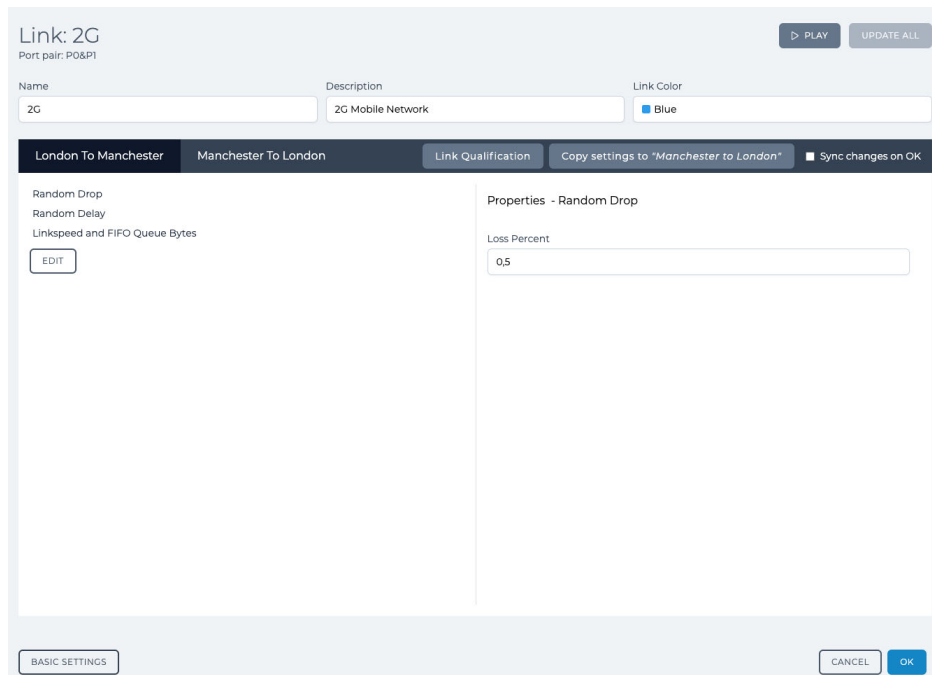 Link: 2G
Port pair: P0&P1
PLAY
UPDATE ALL
Name
Description
Link Color
2G
2G Mobile Network
Blue
London To Manchester
Manchester To London
Link Qualification
Copy settings to "Manchester to London"
Sync changes on OK
Random Drop
Random Delay
Linkspeed and FIFO Queue Bytes
EDIT
Properties - Random Drop
Loss Percent
0,5
BASIC SETTINGS
CANCEL
OK